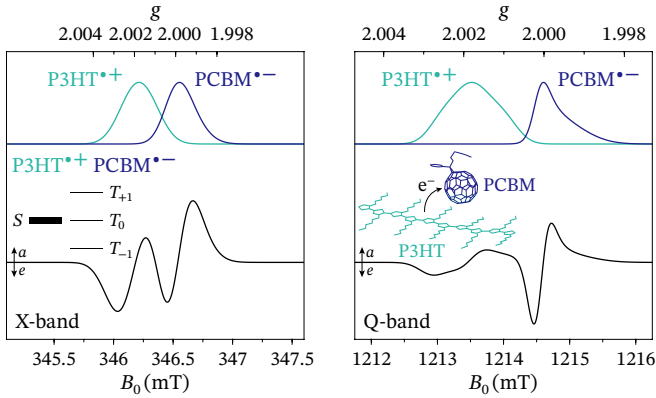 g
2.004 2.002 2.000 1.998
P3HT•+ PCBM•−
P3HT•+ PCBM•−
T+1
S T0
T−1
a
e
X-band
345.5 346 346.5 347 347.5
B0 (mT)
g
2.004 2.002 2.000 1.998
P3HT•+ PCBM•−
e− PCBM
P3HT
a
e
Q-band
1212 1213 1214 1215 1216
B0 (mT)